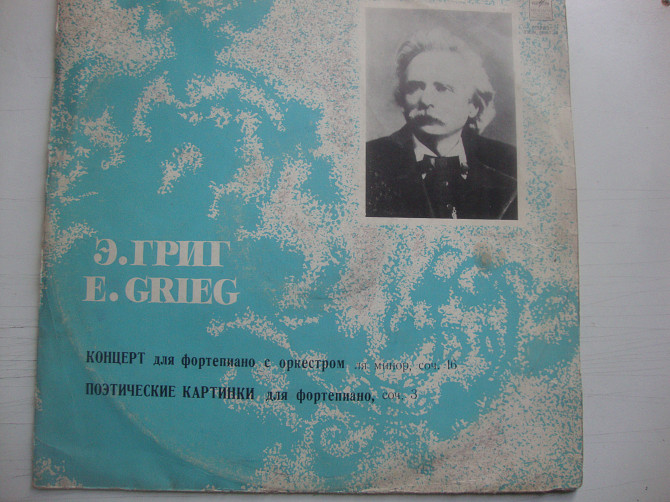 Э.ГРИГ
E. GRIEG
КОНЦЕРТ для фортепиано с оркестром ля минор, соч. 16
ПОЭТИЧЕСКИЕ КАРТИНКИ для фортепиано, соч. 3